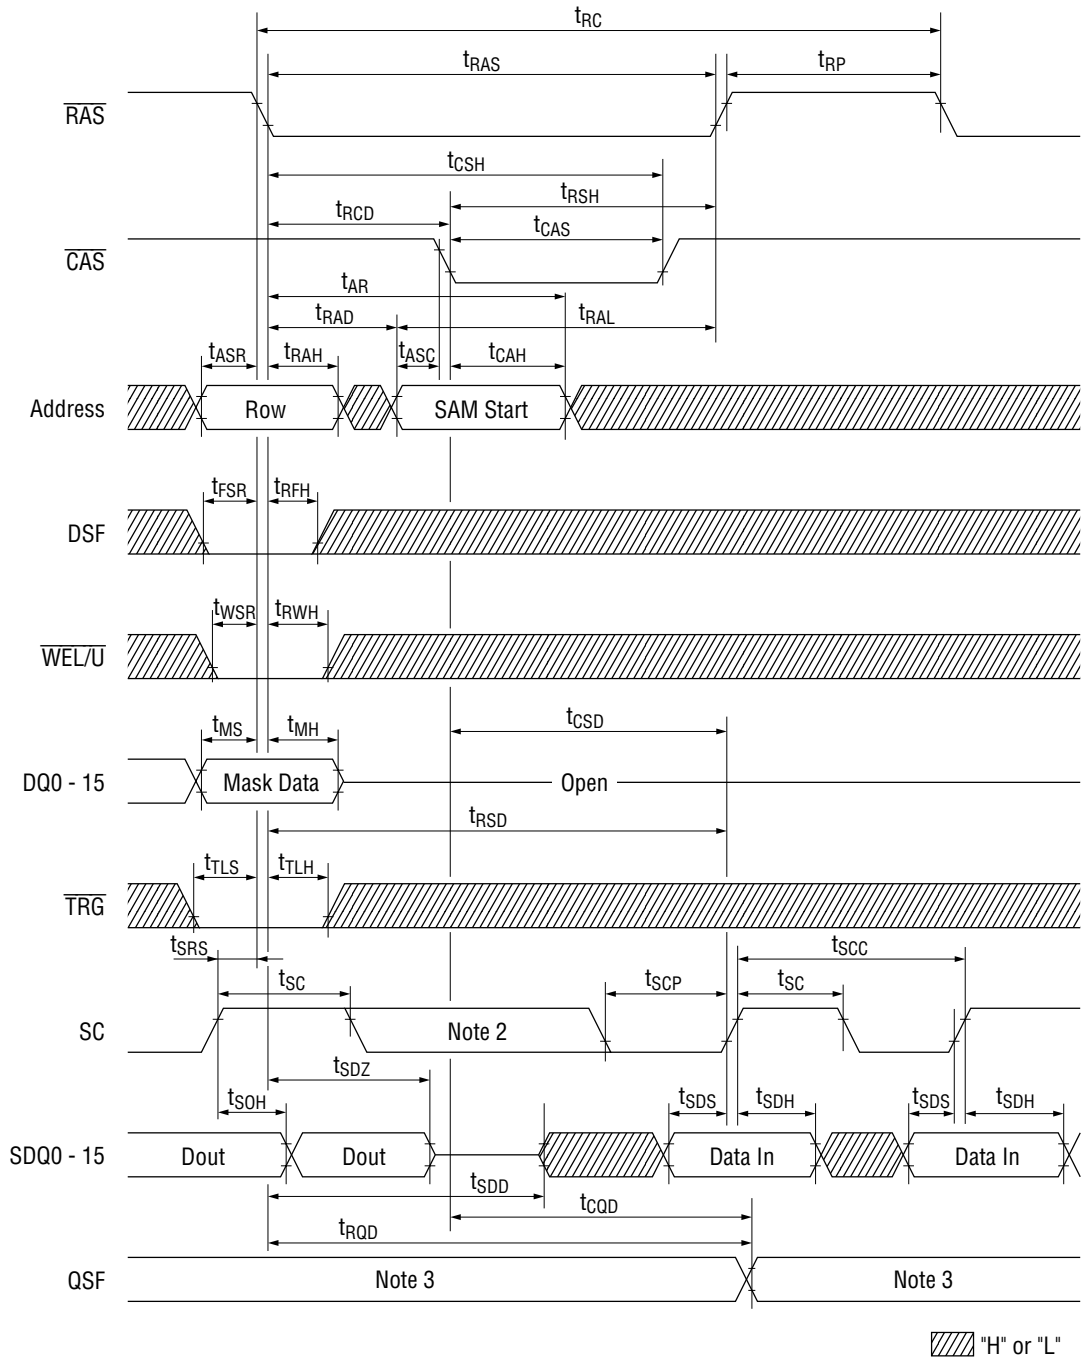 tRC
tRAS tRP
RAS
tCSH
tRSH
tRCD
tCAS
CAS
tAR
tRAD tRAL
tASR tRAH tASC tCAH
Address Row SAM Start
tFSR tRFH
DSF
tWSR tRWH
WEL/U
tCSD
tMS tMH
DQ0 - 15 Mask Data Open
tRSD
tTLS tTLH
TRG
tSRS tSCC
tSC tSCP tSC
SC Note 2
tSDZ
tSOH tSDS tSDH tSDS tSDH
SDQ0 - 15 Dout Dout Data In Data In
tSDD
tCQD
tRQD
QSF Note 3 Note 3
"H" or "L"